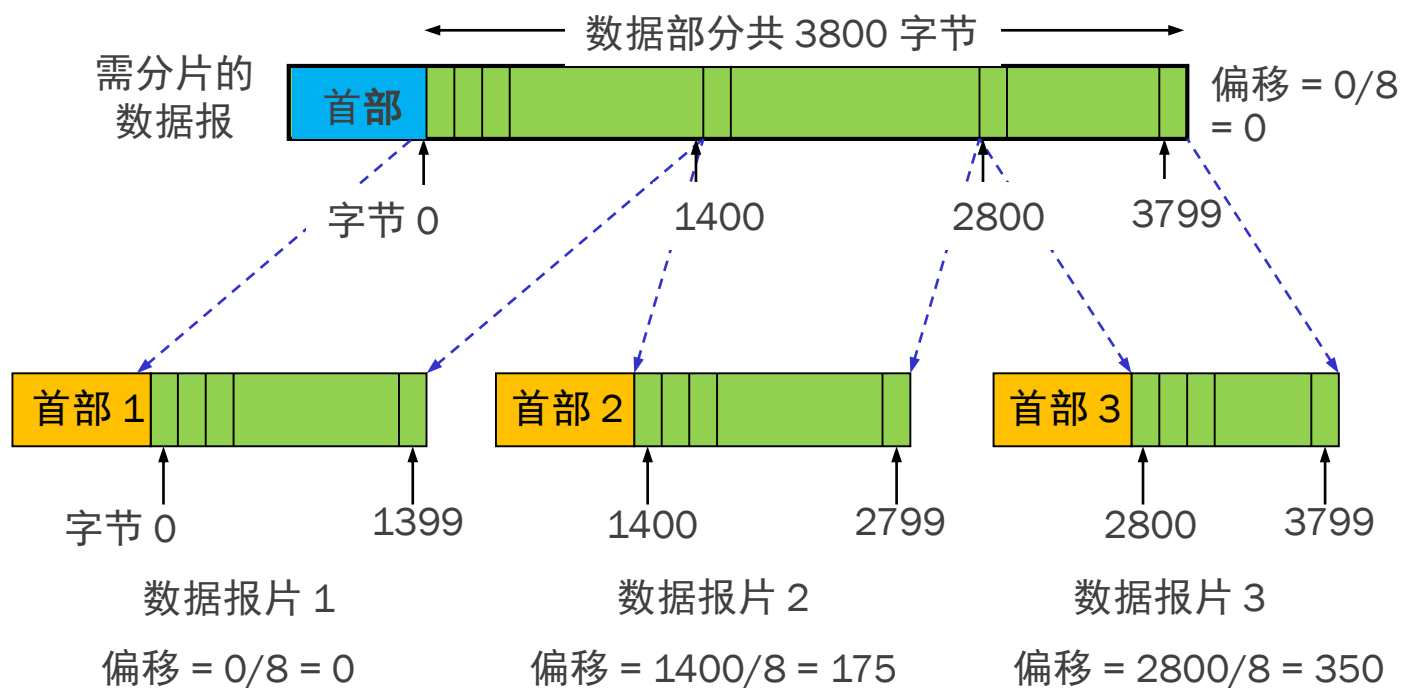 数据部分共 3800 字节
需分片的
数据报
首部
偏移 = 0/8
= 0
字节 0
1400
2800
3799
首部 1
首部 2
首部 3
字节 0
1399
1400
2799
2800
3799
数据报片 1
数据报片 2
数据报片 3
偏移 = 0/8 = 0
偏移 = 1400/8 = 175
偏移 = 2800/8 = 350